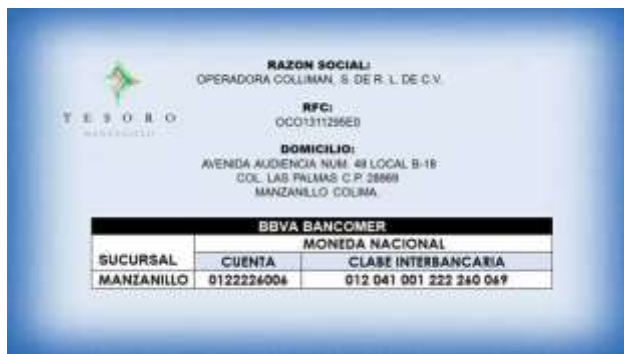 RAZON SOCIAL:
OPERADORA COLLIMAN, S. DE R. L. DE C.V.
TESORO
MANZANILLO
RFC:
OCO1311295E0
DOMICILIO:
AVENIDA AUDIENCIA NUM. 48 LOCAL B-18
COL. LAS PALMAS C.P. 28869
MANZANILLO COLIMA.
BBVA BANCOMER
MONEDA NACIONAL
SUCURSAL CUENTA CLABE INTERBANCARIA
MANZANILLO 0122226006 012 041 001 222 260 069